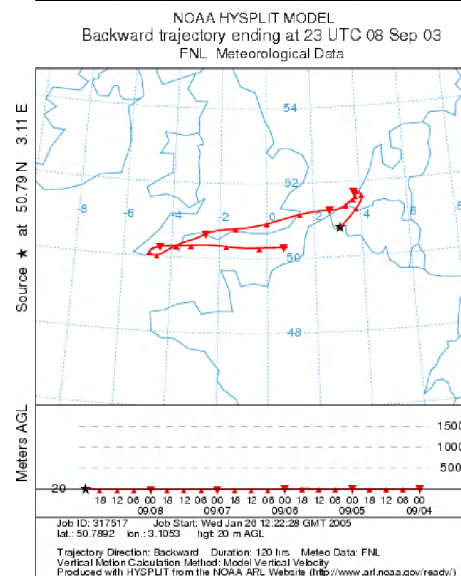 NOAA HYSPLIT MODEL
Backward trajectory ending at 23 UTC 08 Sep 03
FNL Meteorological Data
Source ★ at 50.79 N 3.11 E
54
52
50
48
-8
-6
-4
-2
0
2
4
6
8
Meters AGL
1500
1000
500
20
18 12 06 00 18 12 06 00 18 12 06 00 18 12 06 00 18 12 06 00
09/08 09/07 09/06 09/05 09/04
Job ID: 317517 Job Start: Wed Jan 26 12:22:28 GMT 2005
lat.: 50.7892 lon.: 3.1053 hgt: 20 m AGL
Trajectory Direction: Backward Duration: 120 hrs Meteo Data: FNL
Vertical Motion Calculation Method: Model Vertical Velocity
Produced with HYSPLIT from the NOAA ARL Website (http://www.arl.noaa.gov/ready/)